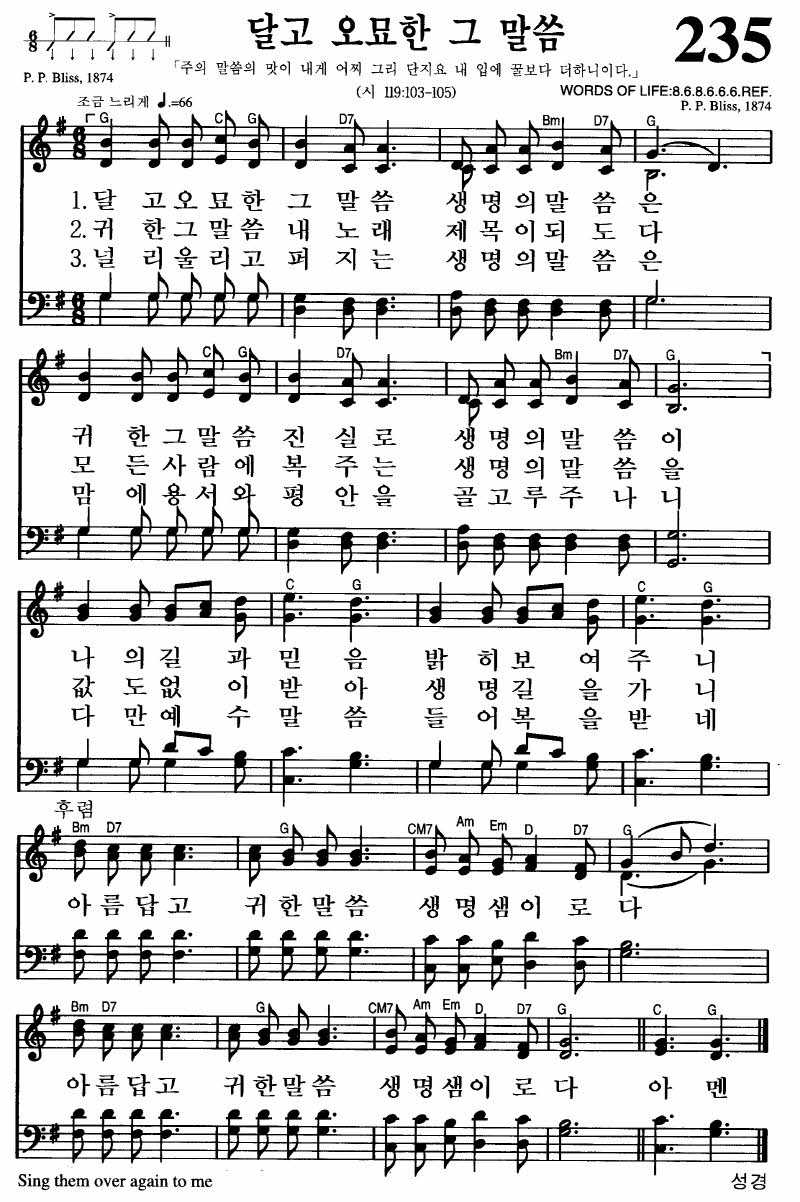 달고 오묘한 그 말씀
235
6/8
P. P. Bliss, 1874
「주의 말씀의 맛이 내게 어찌 그리 단지요 내 입에 꿀보다 더하니이다.」
(시 119:103-105)
WORDS OF LIFE:8.6.8.6.6.6.REF.
P. P. Bliss, 1874
조금 느리게 ♩.=66
G C G D7 Bm D7 G
1. 달 고 오 묘 한 그 말 씀 생 명 의 말 씀 은
2. 귀 한 그 말 씀 내 노 래 제 목 이 되 도 다
3. 널 리 울 리 고 퍼 지 는 생 명 의 말 씀 은
C G D7 Bm D7 G
귀 한 그 말 씀 진 실 로 생 명 의 말 씀 이
모 든 사 람 에 복 주 는 생 명 의 말 씀 을
맘 에 용 서 와 평 안 을 골 고 루 주 나 니
C G C G
나 의 길 과 믿 음 밝 히 보 여 주 니
값 도 없 이 받 아 생 명 길 을 가 니
다 만 예 수 말 씀 들 어 복 을 받 네
후렴
Bm D7 G CM7 Am Em D D7 G
아 름 답 고 귀 한 말 씀 생 명 샘 이 로 다
Bm D7 G CM7 Am Em D D7 G C G
아 름 답 고 귀 한 말 씀 생 명 샘 이 로 다 아 멘
Sing them over again to me
성경